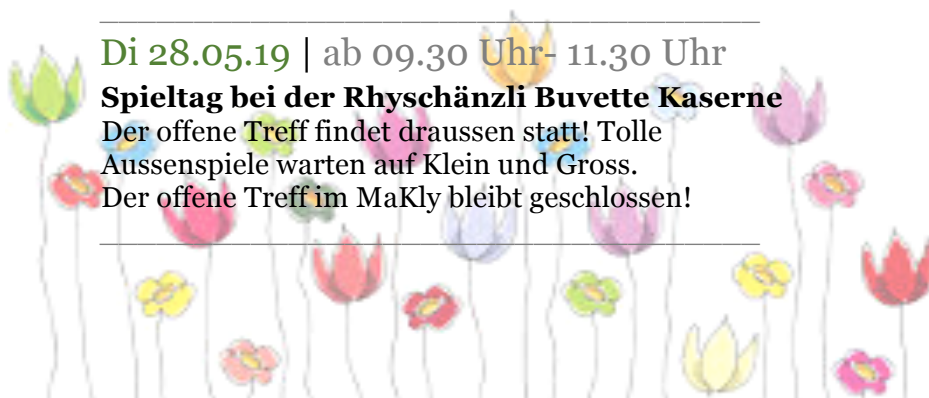 Di 28.05.19 | ab 09.30 Uhr- 11.30 Uhr
Spieltag bei der Rhyschänzli Buvette Kaserne
Der offene Treff findet draussen statt! Tolle
Aussenspiele warten auf Klein und Gross.
Der offene Treff im MaKly bleibt geschlossen!